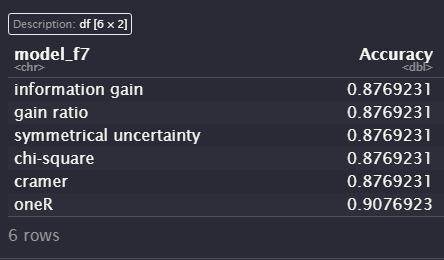 Description: df [6 × 2]
model_f7 Accuracy
<chr> <dbl>
information gain 0.8769231
gain ratio 0.8769231
symmetrical uncertainty 0.8769231
chi-square 0.8769231
cramer 0.8769231
oneR 0.9076923
6 rows